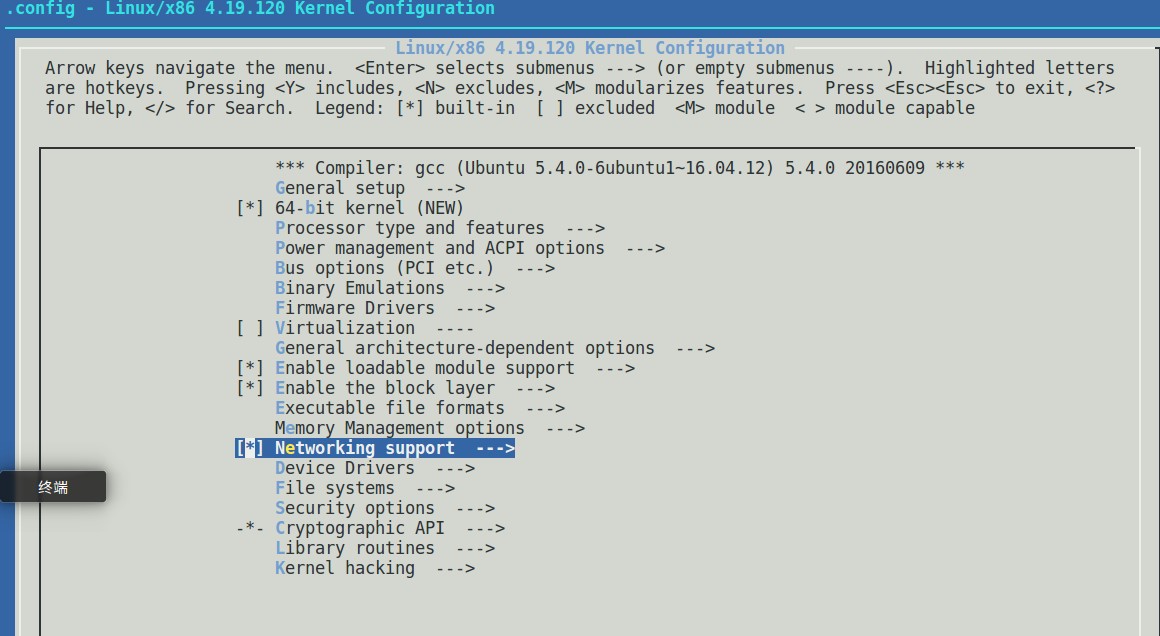 .config - Linux/x86 4.19.120 Kernel Configuration
Linux/x86 4.19.120 Kernel Configuration
Arrow keys navigate the menu.  <Enter> selects submenus ---> (or empty submenus ----).  Highlighted letters
are hotkeys.  Pressing <Y> includes, <N> excludes, <M> modularizes features.  Press <Esc><Esc> to exit, <?>
for Help, </> for Search.  Legend: [*] built-in  [ ] excluded  <M> module  < > module capable
*** Compiler: gcc (Ubuntu 5.4.0-6ubuntu1~16.04.12) 5.4.0 20160609 ***
General setup  --->
[*] 64-bit kernel (NEW)
Processor type and features  --->
Power management and ACPI options  --->
Bus options (PCI etc.)  --->
Binary Emulations  --->
Firmware Drivers  --->
[ ] Virtualization  ----
General architecture-dependent options  --->
[*] Enable loadable module support  --->
[*] Enable the block layer  --->
Executable file formats  --->
Memory Management options  --->
[*] Networking support  --->
Device Drivers  --->
终端
File systems  --->
Security options  --->
-*- Cryptographic API  --->
Library routines  --->
Kernel hacking  --->